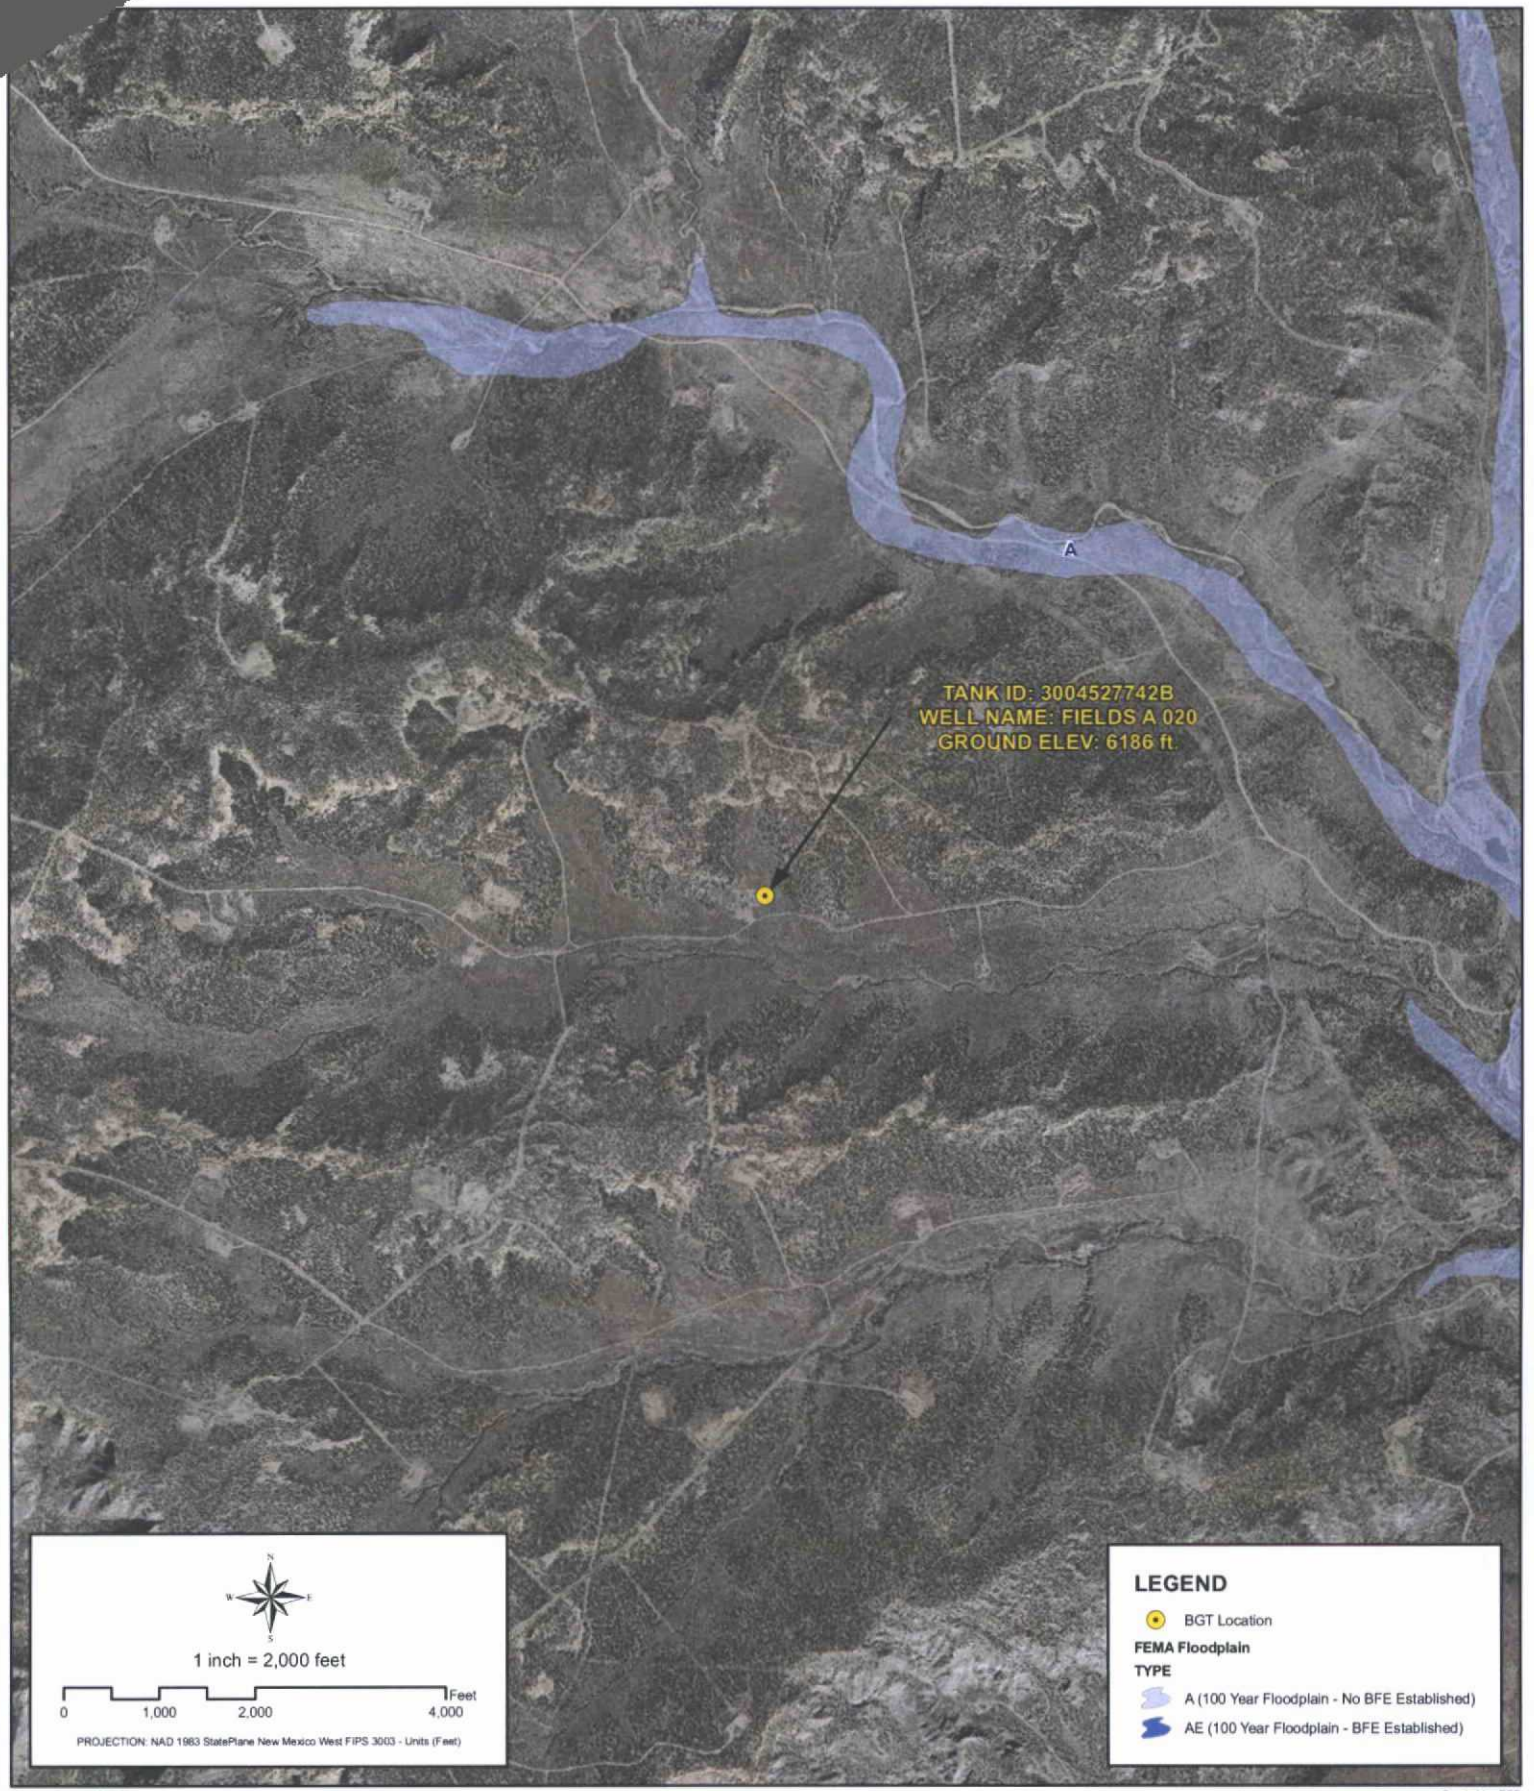 A
TANK ID: 3004527742B
WELL NAME: FIELDS A 020
GROUND ELEV: 6186 ft.
N
W E
S
1 inch = 2,000 feet
Feet
0 1,000 2,000 4,000
PROJECTION: NAD 1983 StatePlane New Mexico West FIPS 3003 - Units (Feet)
LEGEND
BGT Location
FEMA Floodplain
TYPE
A (100 Year Floodplain - No BFE Established)
AE (100 Year Floodplain - BFE Established)